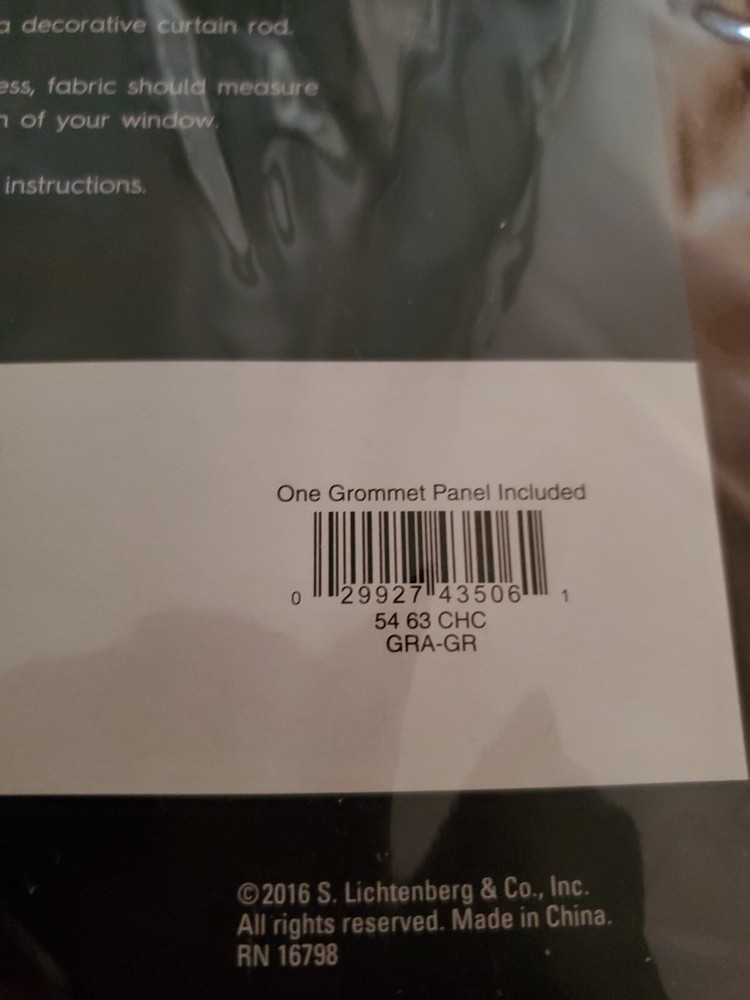 a decorative curtain rod.
fabric should measure
of your window.
instructions.
One Grommet Panel Included
0 29927 43506 1
54 63 CHC
GRA-GR
©2016 S. Lichtenberg & Co., Inc.
All rights reserved. Made in China.
RN 16798